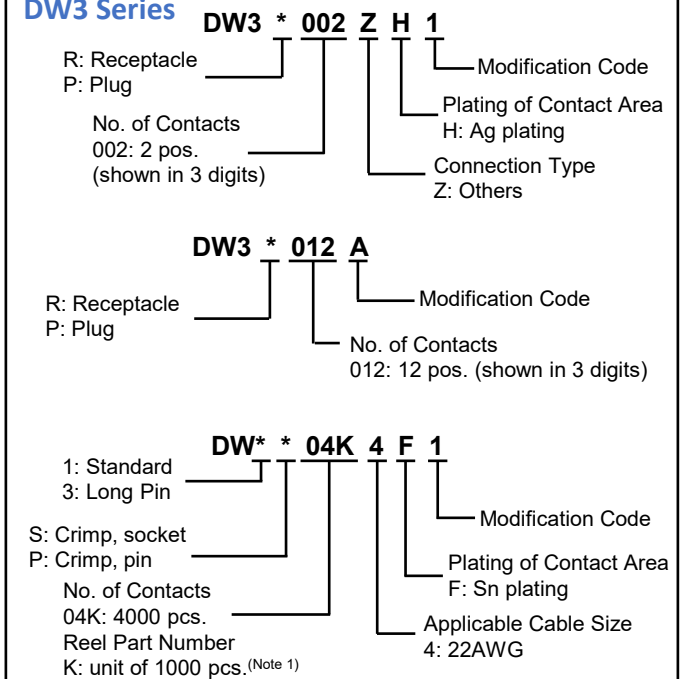 DW3 Series
DW3 * 002 Z H 1
R: Receptacle
P: Plug
No. of Contacts
002: 2 pos.
(shown in 3 digits)
Modification Code
Plating of Contact Area
H: Ag plating
Connection Type
Z: Others
DW3 * 012 A
R: Receptacle
P: Plug
Modification Code
No. of Contacts
012: 12 pos. (shown in 3 digits)
DW* * 04K 4 F 1
1: Standard
3: Long Pin
S: Crimp, socket
P: Crimp, pin
No. of Contacts
04K: 4000 pcs.
Reel Part Number
K: unit of 1000 pcs.(Note 1)
Modification Code
Plating of Contact Area
F: Sn plating
Applicable Cable Size
4: 22AWG